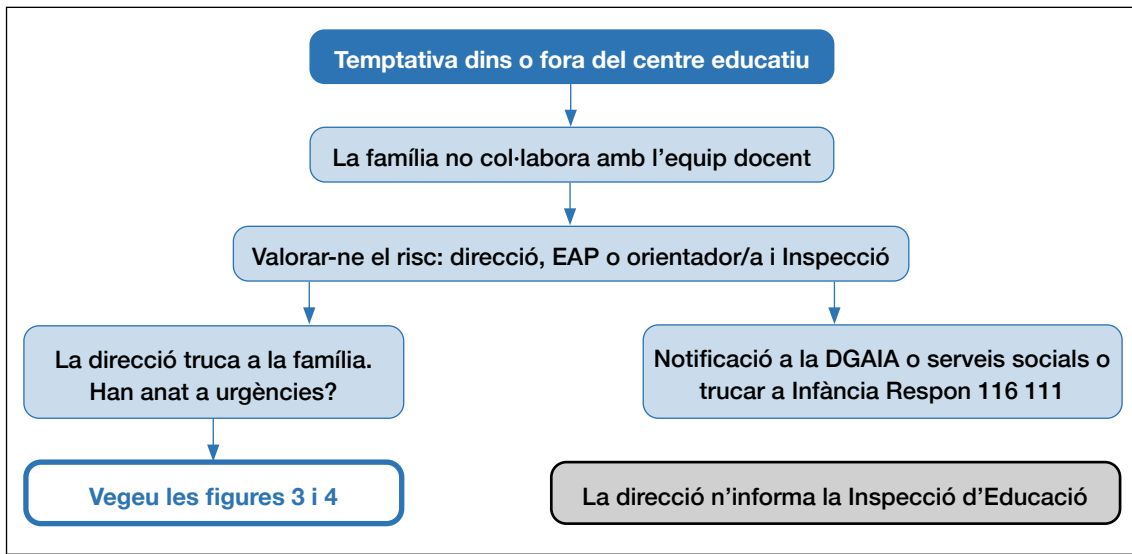 Temptativa dins o fora del centre educatiu
La família no col·labora amb l’equip docent
Valorar-ne el risc: direcció, EAP o orientador/a i Inspecció
La direcció truca a la família.
Han anat a urgències?
Notificació a la DGAIA o serveis socials o
trucar a Infància Respon 116 111
Vegeu les figures 3 i 4
La direcció n’informa la Inspecció d’Educació